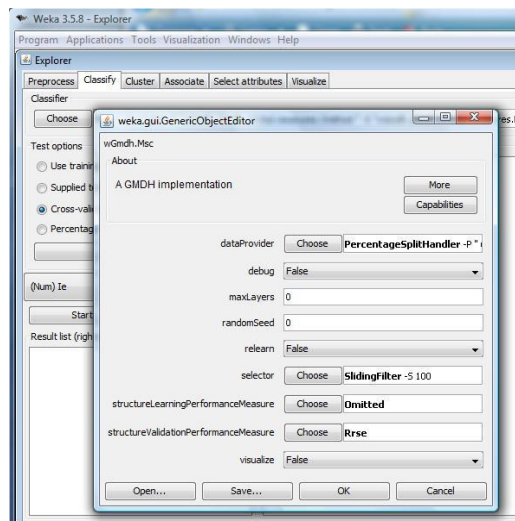 Weka 3.5.8 - Explorer
Program Applications Tools Visualization Windows Help
Explorer
Preprocess Classify Cluster Associate Select attributes Visualize
Classifier
Choose
weka.gui.GenericObjectEditor
wGmdh.Msc
About
A GMDH implementation
More
Capabilities
Test options
Use trainin
Supplied t
Cross-vali
Percentag
(Num) Ie
Start
Result list (righ
dataProvider Choose PercentageSplitHandler -P "
debug False
maxLayers 0
randomSeed 0
relearn False
selector Choose SlidingFilter -S 100
structureLearningPerformanceMeasure Choose Omitted
structureValidationPerformanceMeasure Choose Rrse
visualize False
Open... Save... OK Cancel